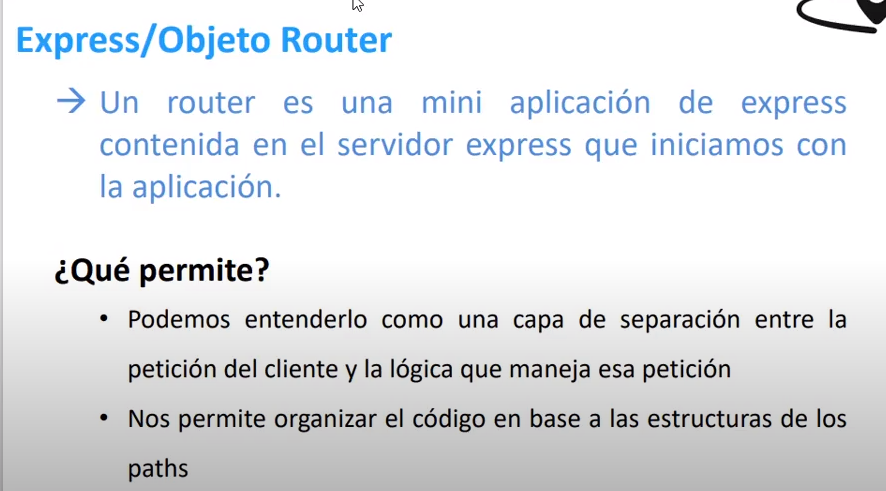 Express/Objeto Router
→ Un router es una mini aplicación de express
contenida en el servidor express que iniciamos con
la aplicación.
¿Qué permite?
• Podemos entenderlo como una capa de separación entre la
petición del cliente y la lógica que maneja esa petición
• Nos permite organizar el código en base a las estructuras de los
paths